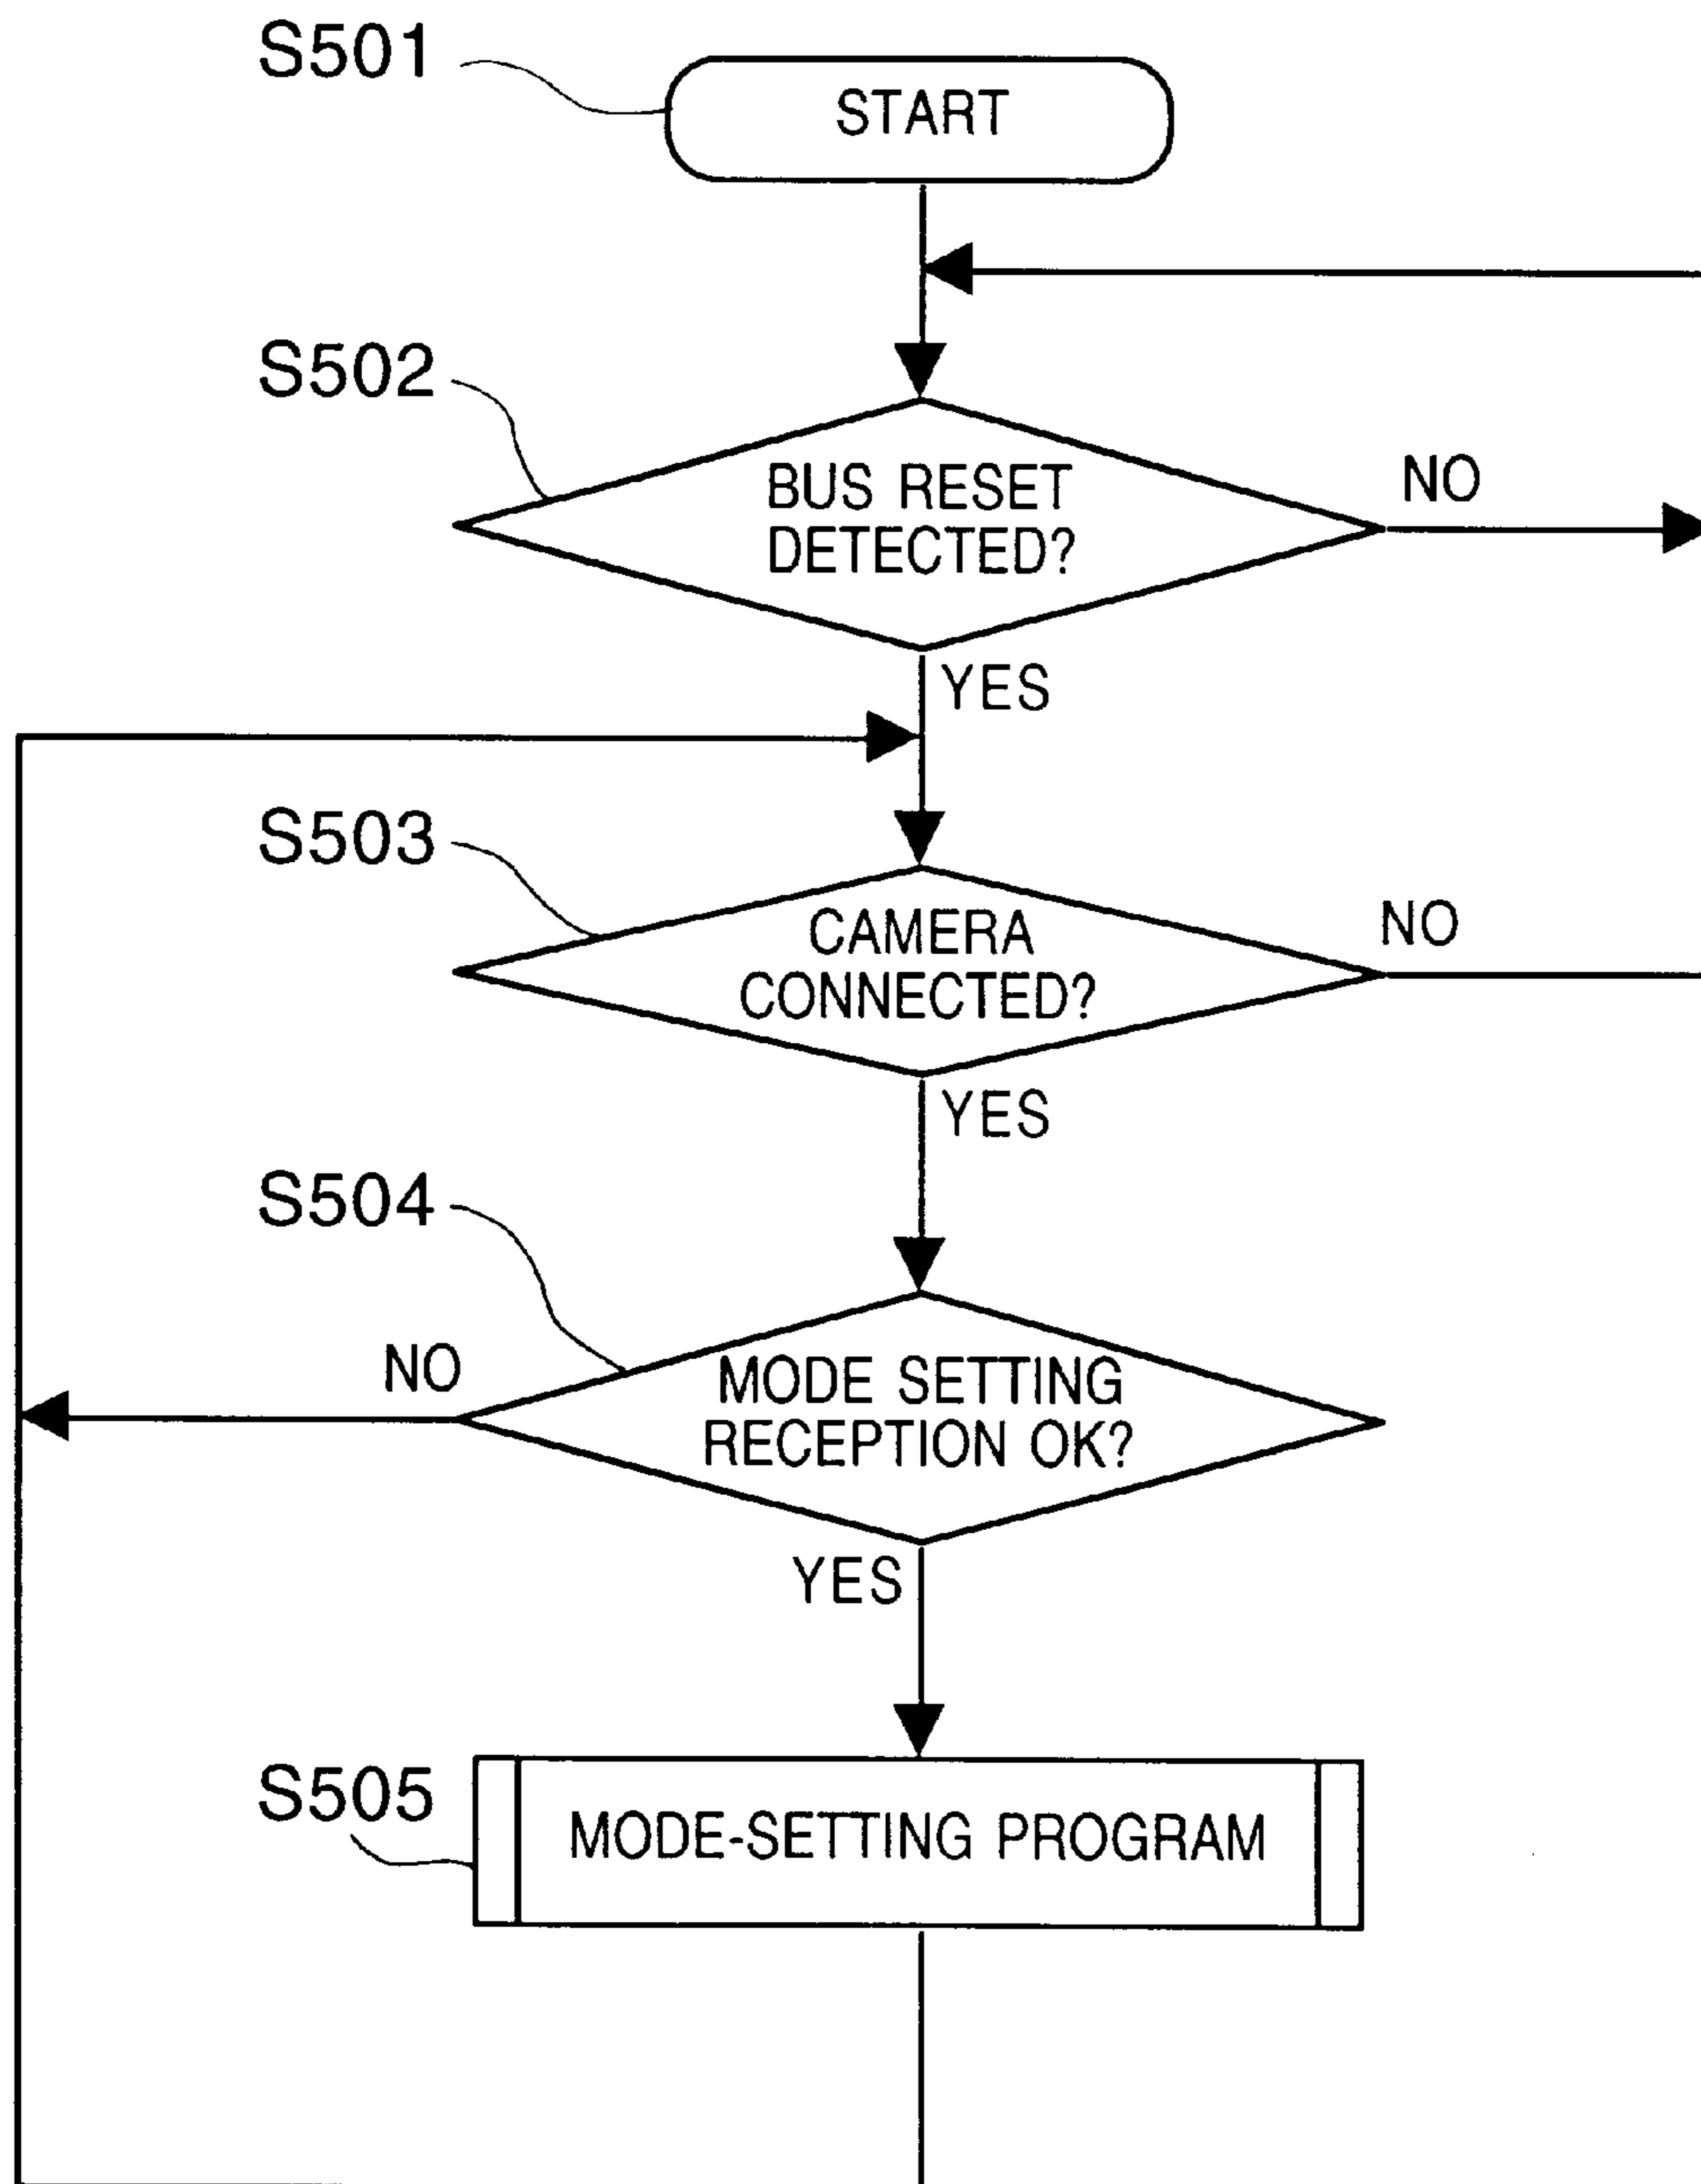 S501
START
S502
BUS RESET
DETECTED?
NO
YES
S503
CAMERA
CONNECTED?
NO
YES
S504
NO
MODE SETTING
RECEPTION OK?
YES
S505
MODE-SETTING PROGRAM